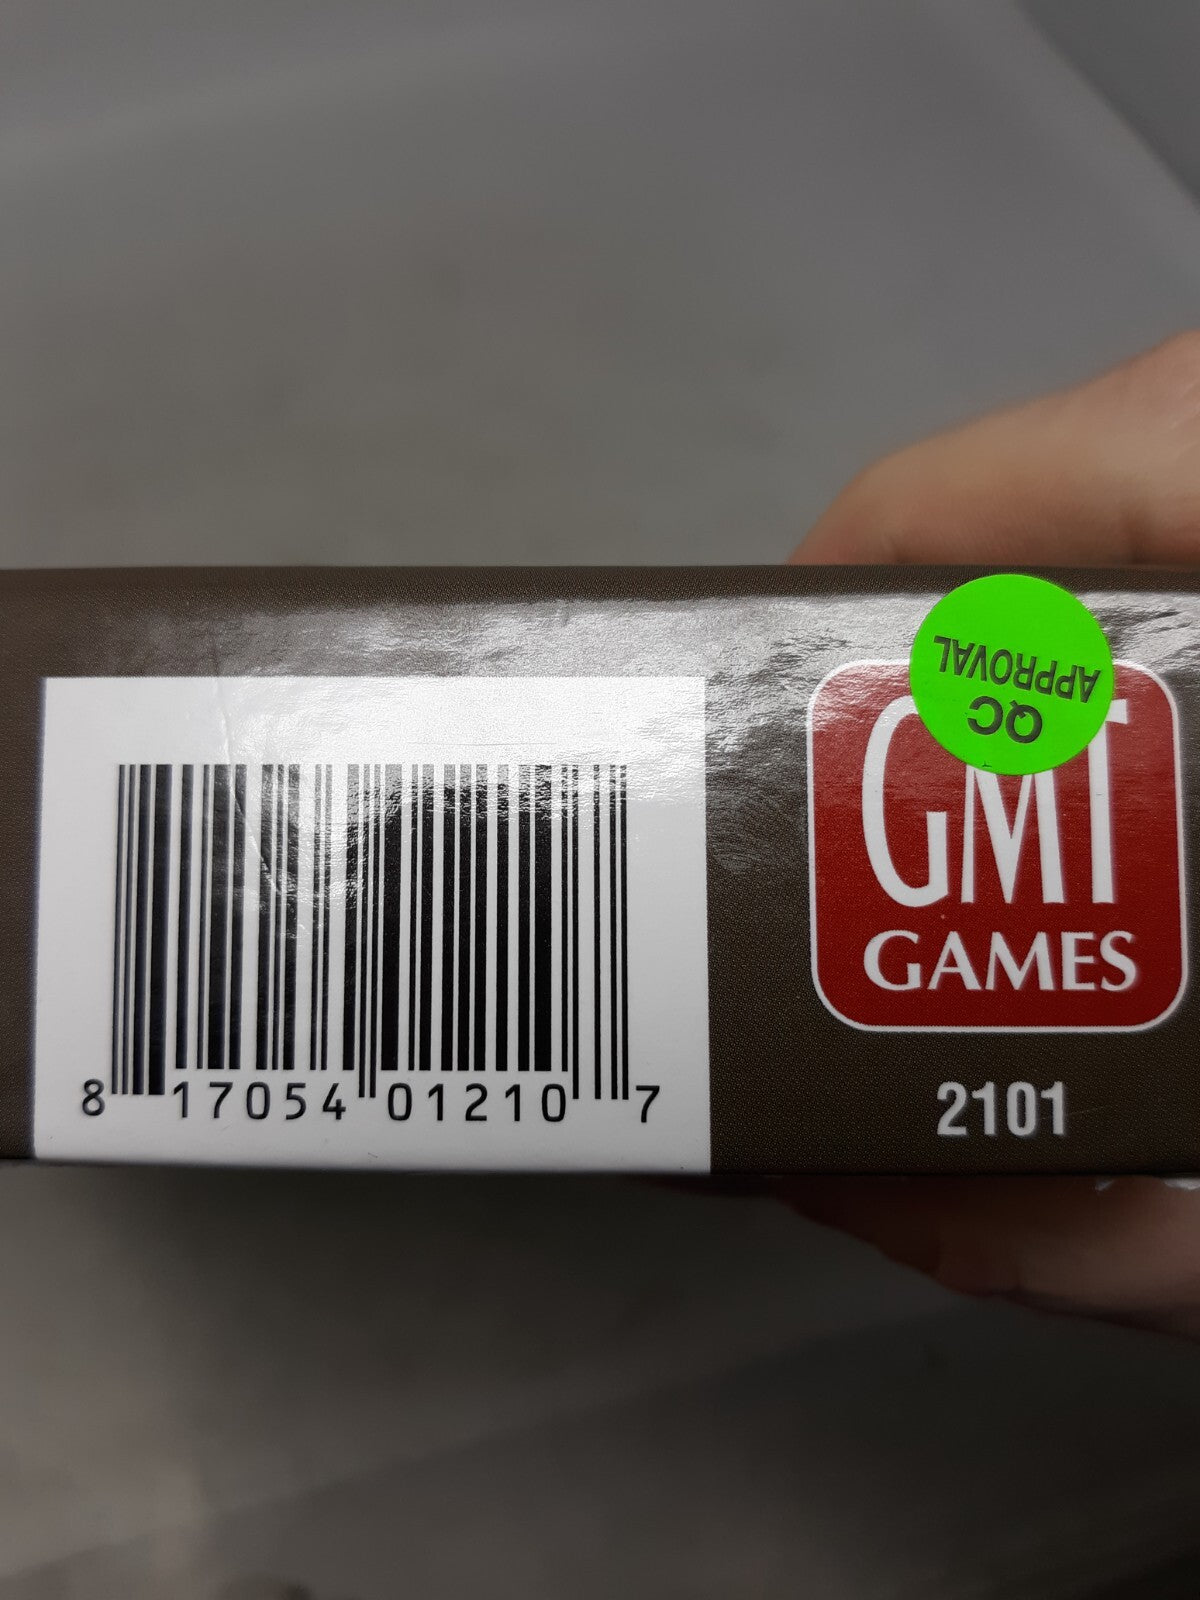 QC
APPROVAL
GMT
GAMES
2101
8 17054 01210 7